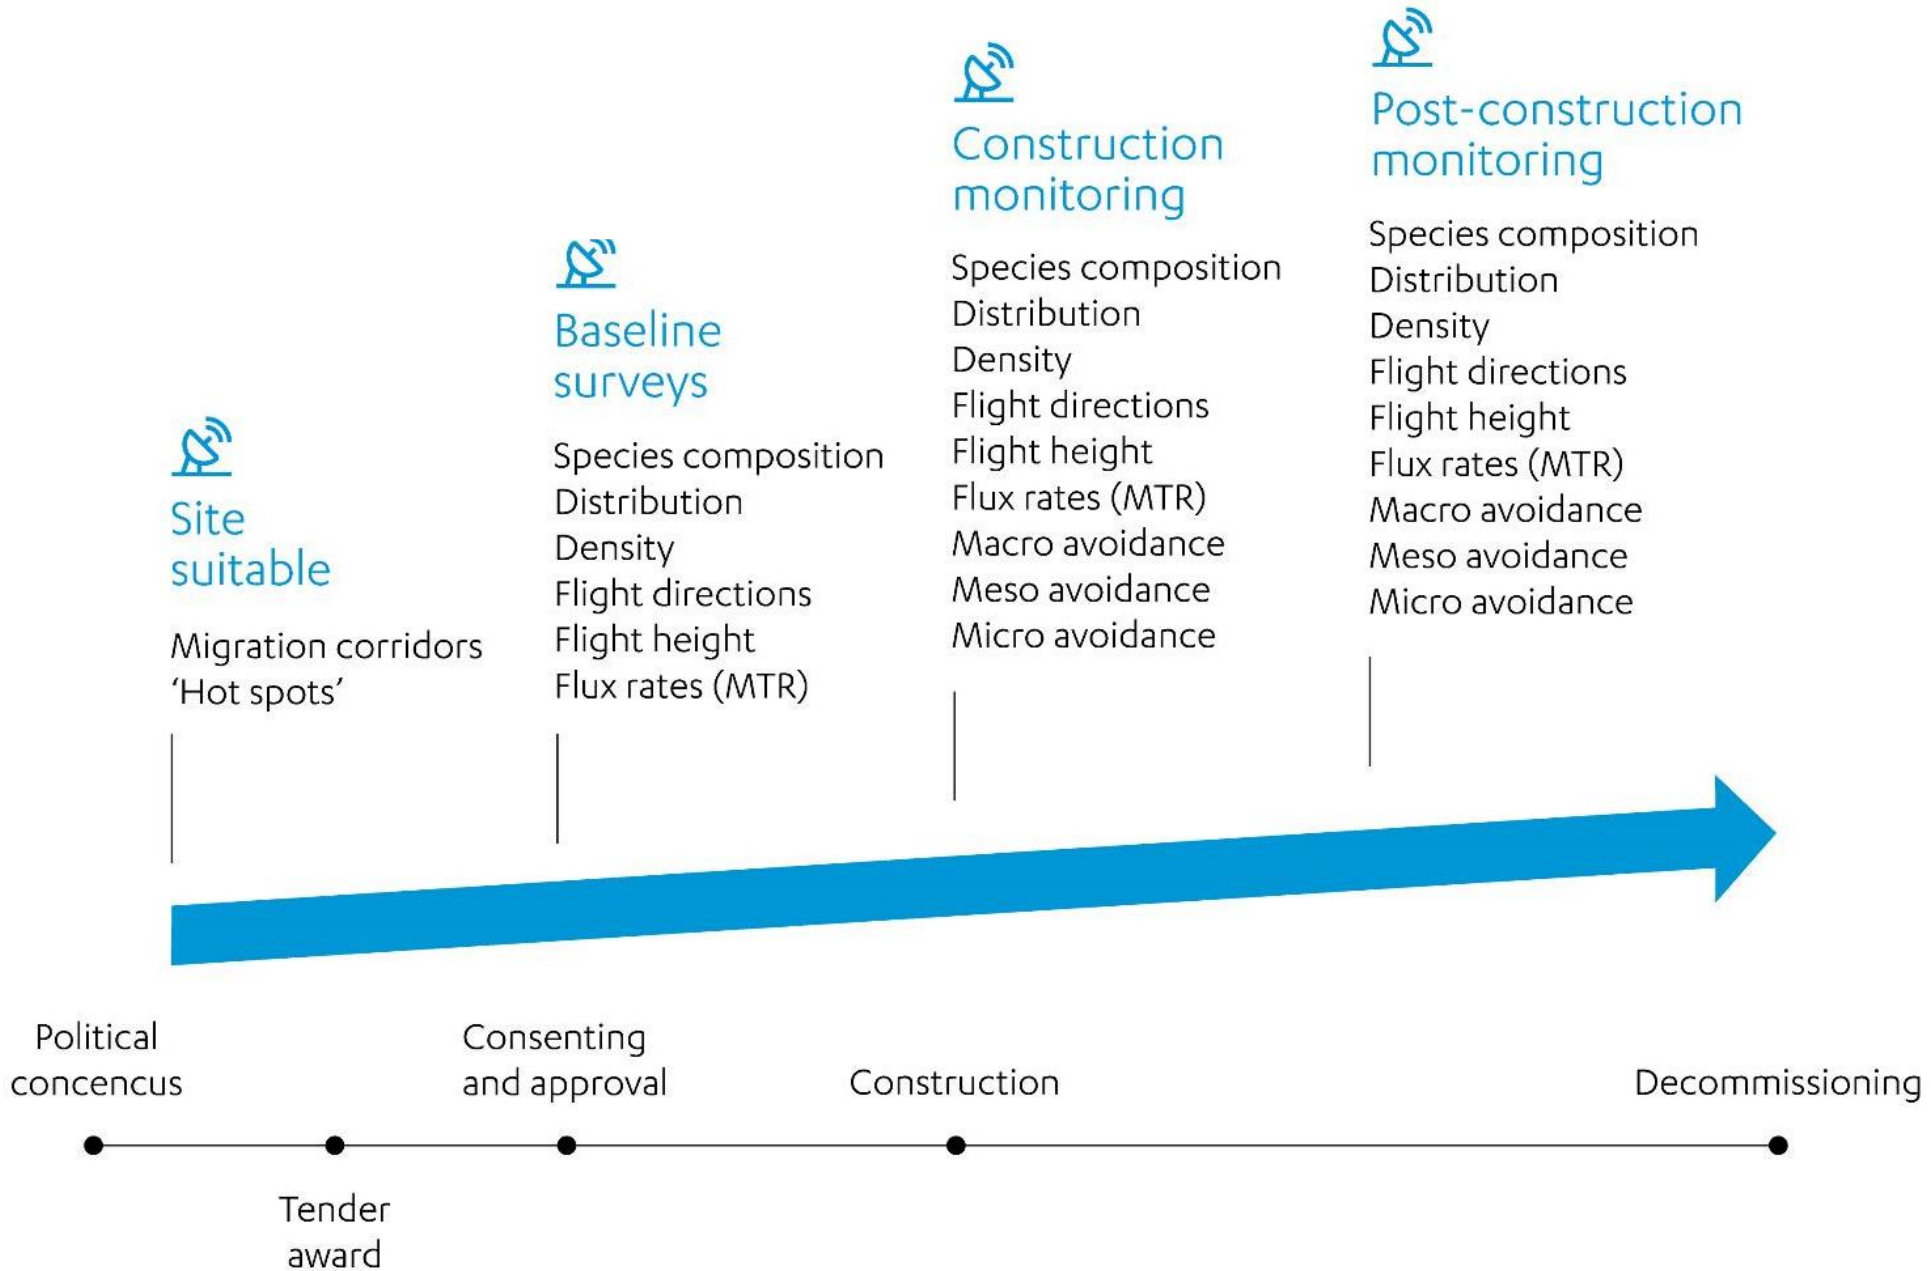 Site
suitable
Migration corridors
‘Hot spots’
Baseline
surveys
Species composition
Distribution
Density
Flight directions
Flight height
Flux rates (MTR)
Construction
monitoring
Species composition
Distribution
Density
Flight directions
Flight height
Flux rates (MTR)
Macro avoidance
Meso avoidance
Micro avoidance
Post-construction
monitoring
Species composition
Distribution
Density
Flight directions
Flight height
Flux rates (MTR)
Macro avoidance
Meso avoidance
Micro avoidance
Political
concencus
Tender
award
Consenting
and approval
Construction
Decommissioning